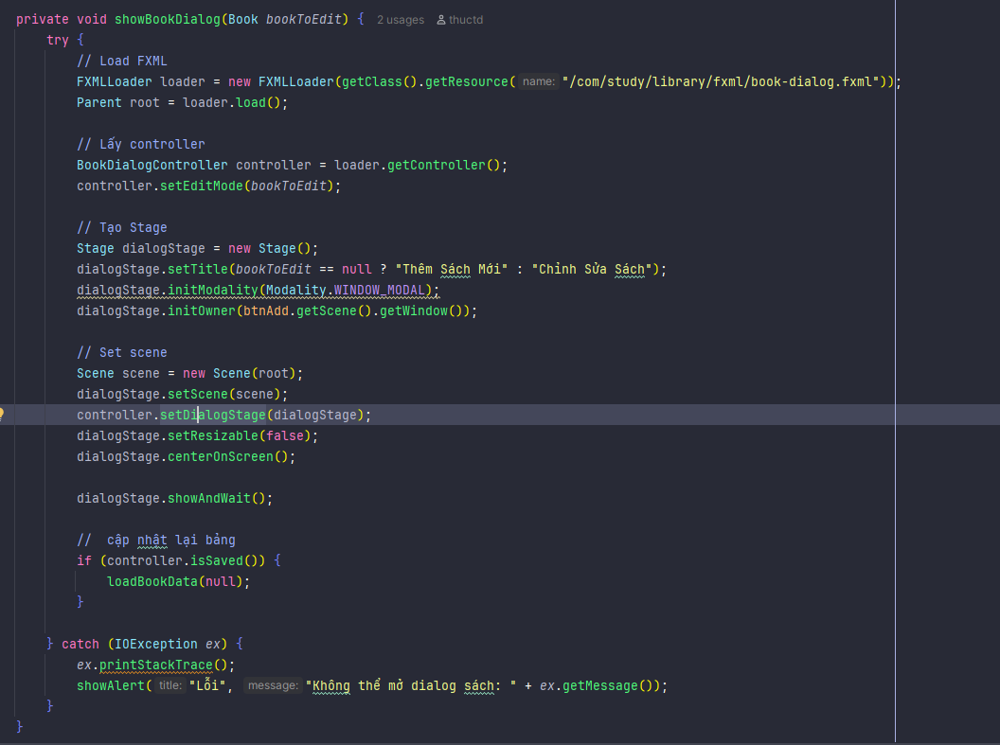 private void showBookDialog(Book bookToEdit) { 2 usages thuctd
try {
// Load FXML
FXMLLoader loader = new FXMLLoader(getClass().getResource( name: "/com/study/library/fxml/book-dialog.fxml"));
Parent root = loader.load();
// Lấy controller
BookDialogController controller = loader.getController();
controller.setEditMode(bookToEdit);
// Tạo Stage
Stage dialogStage = new Stage();
dialogStage.setTitle(bookToEdit == null ? "Thêm Sách Mới" : "Chỉnh Sửa Sách");
dialogStage.initModality(Modality.WINDOW_MODAL);
dialogStage.initOwner(btnAdd.getScene().getWindow());
// Set scene
Scene scene = new Scene(root);
dialogStage.setScene(scene);
controller.setDialogStage(dialogStage);
dialogStage.setResizable(false);
dialogStage.centerOnScreen();
dialogStage.showAndWait();
//  cập nhật lại bảng
if (controller.isSaved()) {
loadBookData(null);
}
} catch (IOException ex) {
ex.printStackTrace();
showAlert( title: "Lỗi", message: "Không thể mở dialog sách: " + ex.getMessage());
}
}